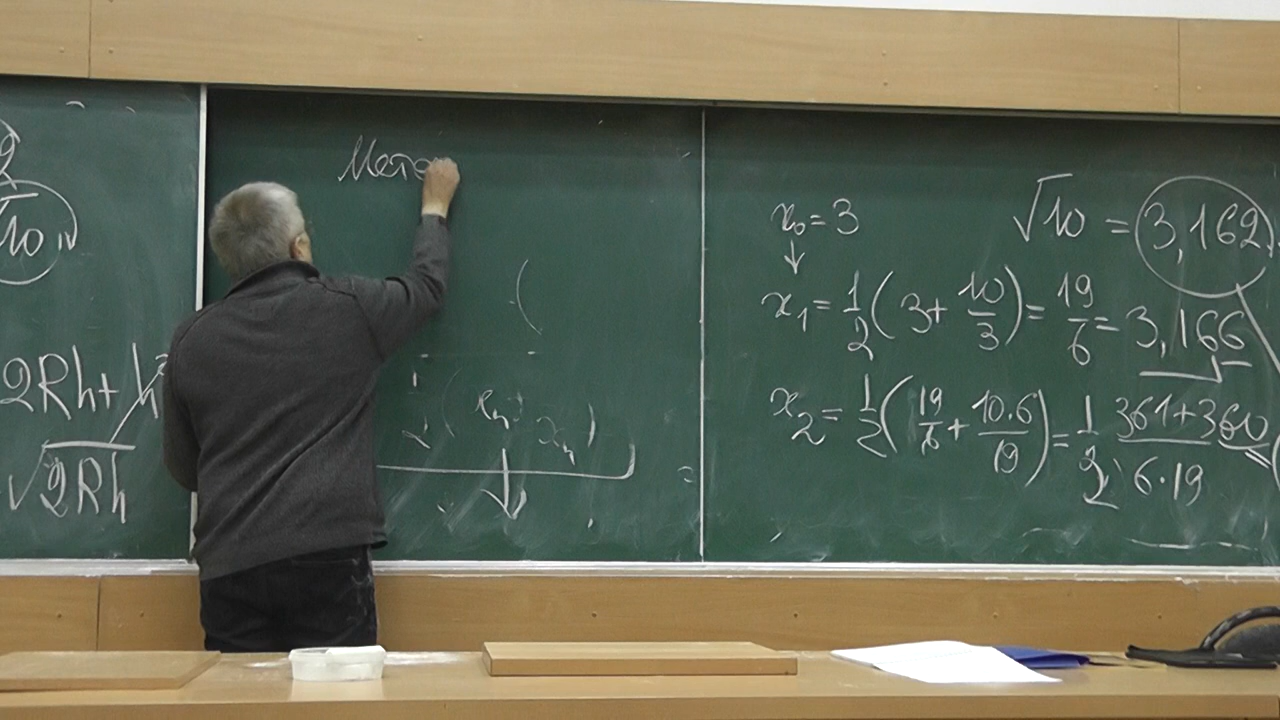 2
√10
2Rh + h²
√2Rh
Мето
x₀ = 3
√10 = 3,162
x₁ = 1/2 ( 3 + 10/3 ) = 19/6 = 3,166
x₂ = 1/2 ( 19/6 + 10·6/19 ) = 1/2 · 361+360/6·19